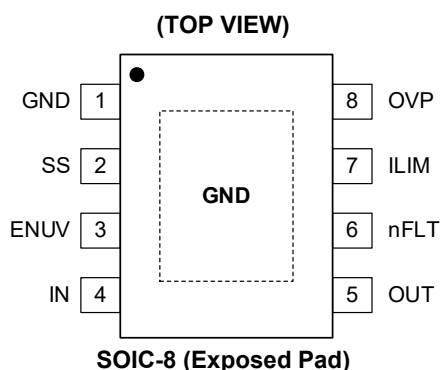 (TOP VIEW)
GND 1 8 OVP
SS 2 7 ILIM
GND
ENUV 3 6 nFLT
IN 4 5 OUT
SOIC-8 (Exposed Pad)